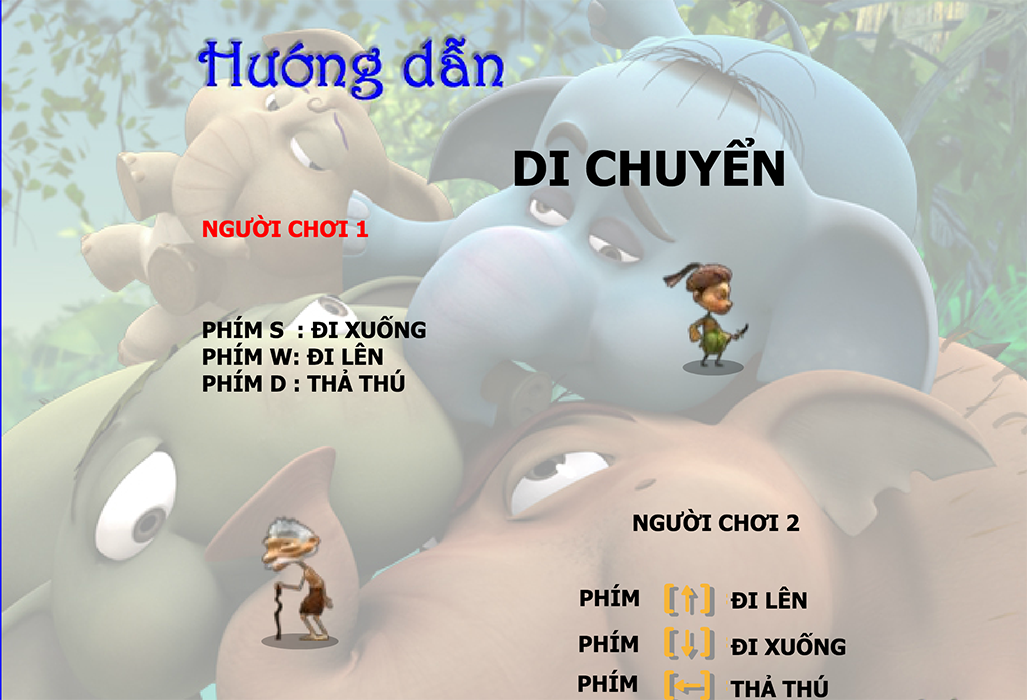 Hướng dẫn
DI CHUYỂN
NGƯỜI CHƠI 1
PHÍM S : ĐI XUỐNG
PHÍM W: ĐI LÊN
PHÍM D : THẢ THÚ
NGƯỜI CHƠI 2
PHÍM [↑] ĐI LÊN
PHÍM [↓] ĐI XUỐNG
PHÍM [←] THẢ THÚ